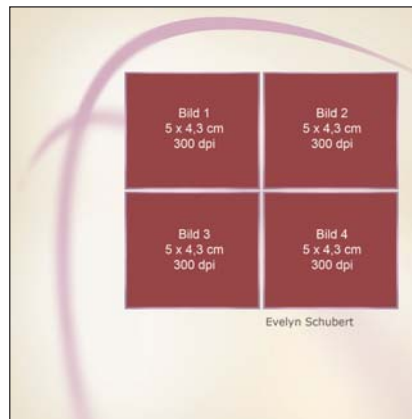 Bild 1
5 x 4,3 cm
300 dpi
Bild 2
5 x 4,3 cm
300 dpi
Bild 3
5 x 4,3 cm
300 dpi
Bild 4
5 x 4,3 cm
300 dpi
Evelyn Schubert